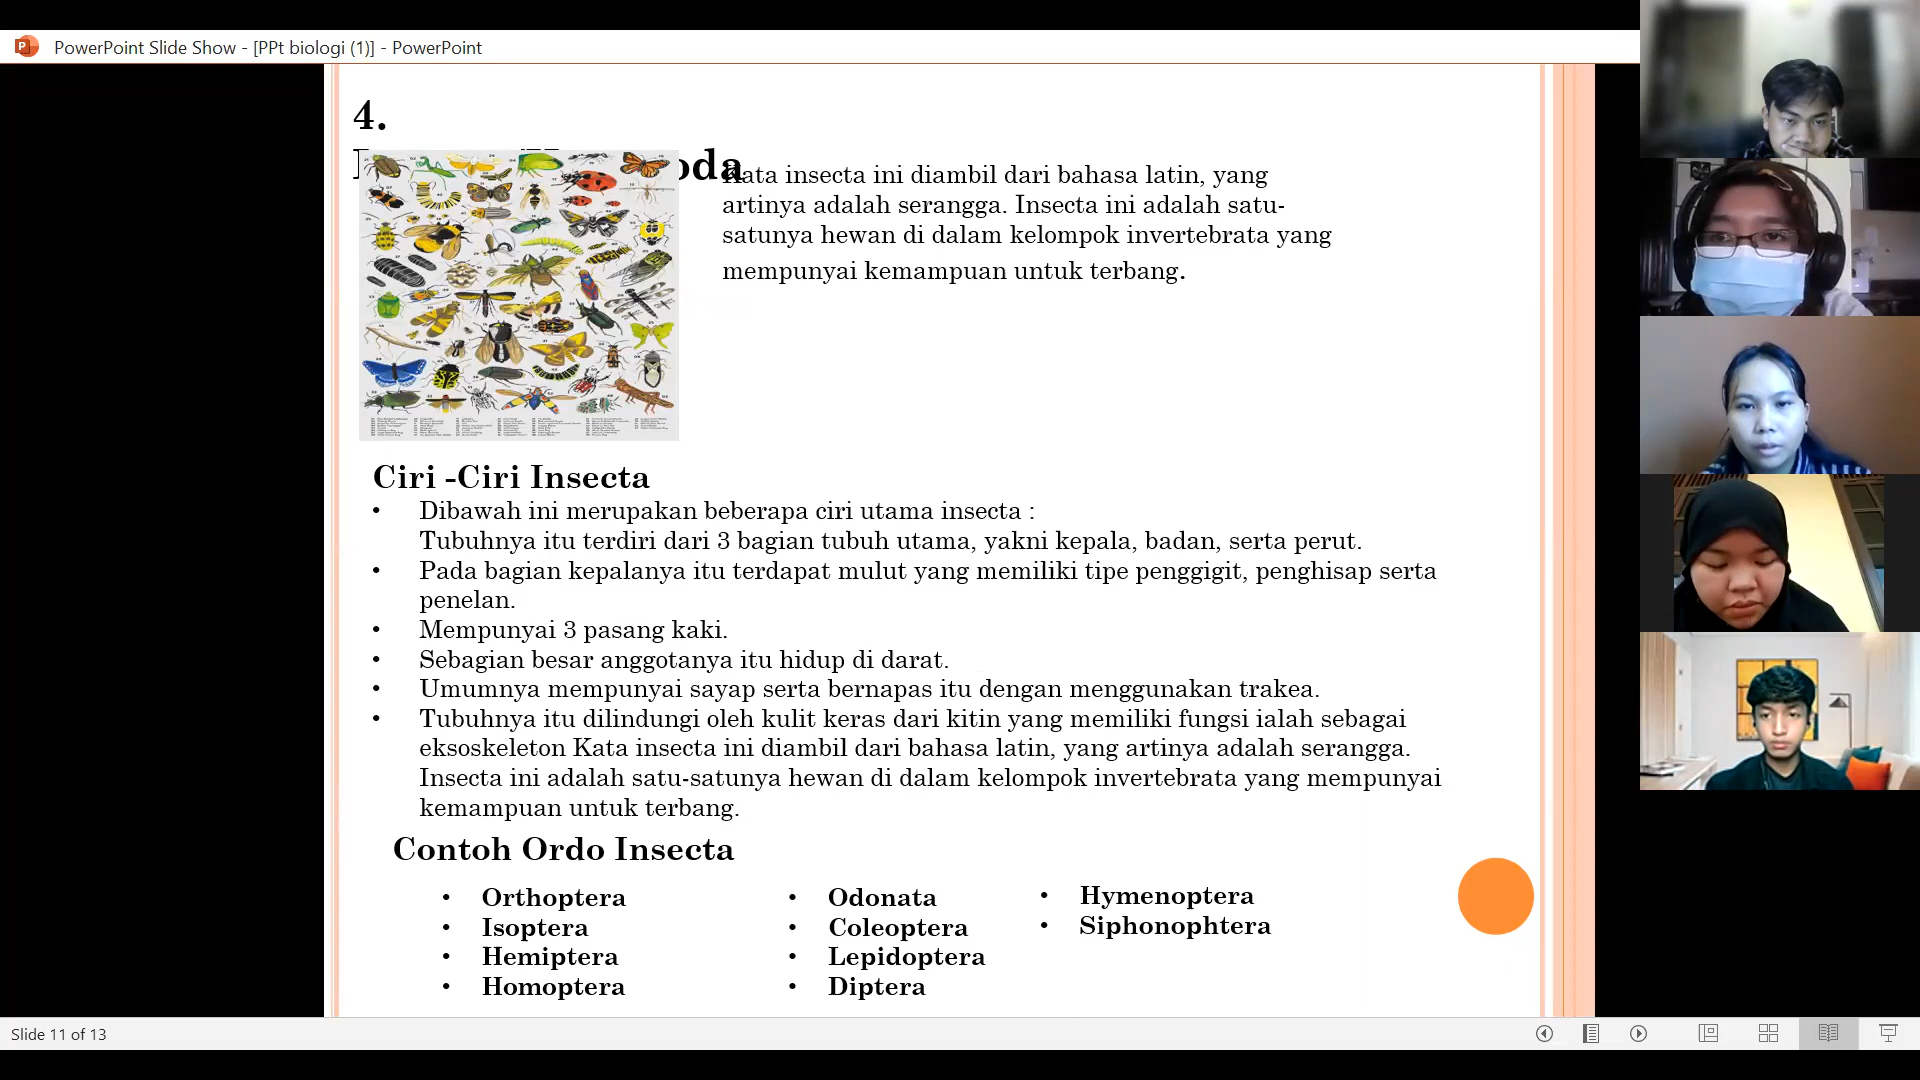 PowerPoint Slide Show - [PPt biologi (1)] - PowerPoint
4.
oda
Kata insecta ini diambil dari bahasa latin, yang
artinya adalah serangga. Insecta ini adalah satu-
satunya hewan di dalam kelompok invertebrata yang
mempunyai kemampuan untuk terbang.
Ciri -Ciri Insecta
• Dibawah ini merupakan beberapa ciri utama insecta :
Tubuhnya itu terdiri dari 3 bagian tubuh utama, yakni kepala, badan, serta perut.
• Pada bagian kepalanya itu terdapat mulut yang memiliki tipe penggigit, penghisap serta
penelan.
• Mempunyai 3 pasang kaki.
• Sebagian besar anggotanya itu hidup di darat.
• Umumnya mempunyai sayap serta bernapas itu dengan menggunakan trakea.
• Tubuhnya itu dilindungi oleh kulit keras dari kitin yang memiliki fungsi ialah sebagai
eksoskeleton Kata insecta ini diambil dari bahasa latin, yang artinya adalah serangga.
Insecta ini adalah satu-satunya hewan di dalam kelompok invertebrata yang mempunyai
kemampuan untuk terbang.
Contoh Ordo Insecta
• Orthoptera
• Isoptera
• Hemiptera
• Homoptera
• Odonata
• Coleoptera
• Lepidoptera
• Diptera
• Hymenoptera
• Siphonophtera
Slide 11 of 13